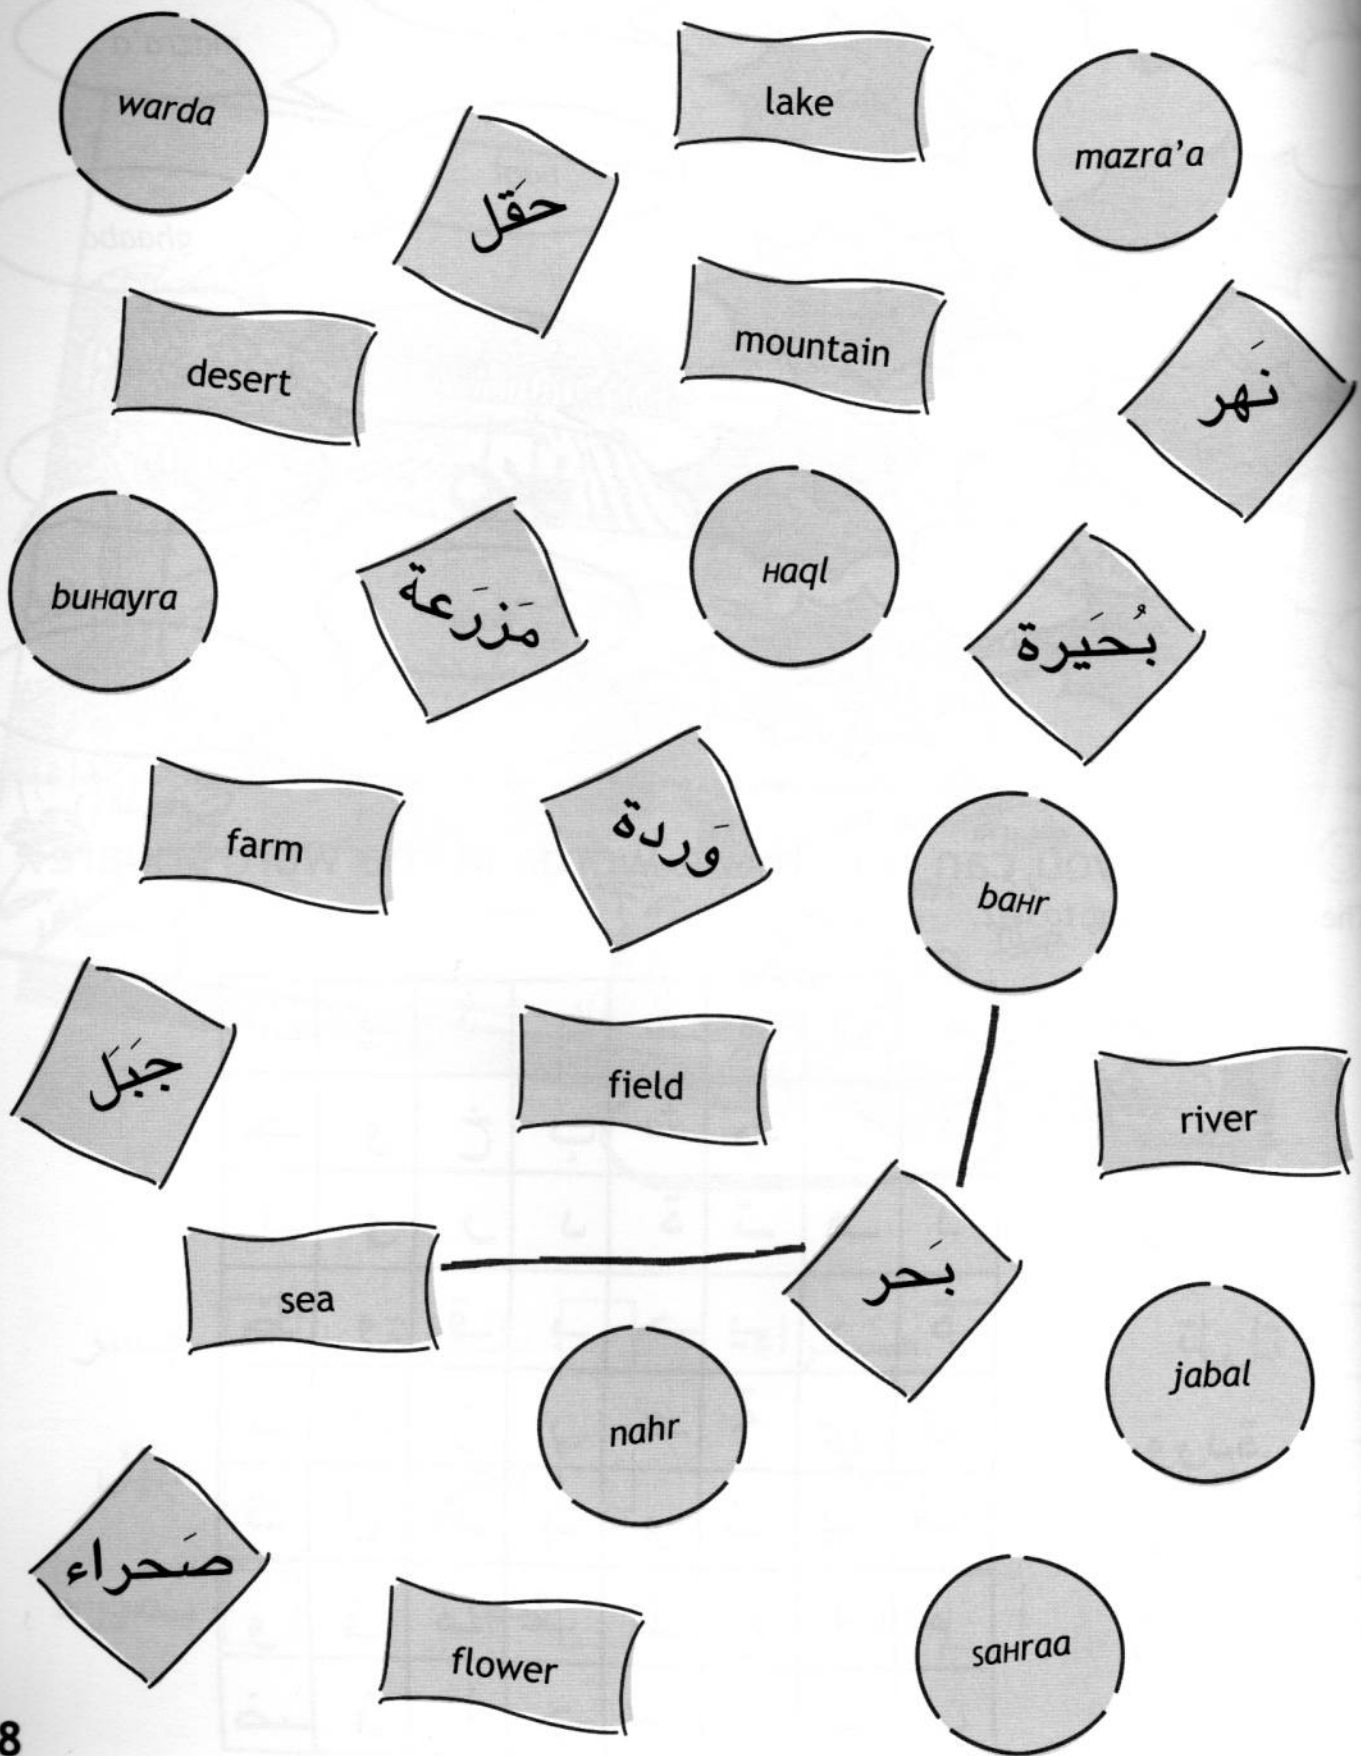 warda
lake
mazra'a
حَقل
desert
mountain
نَهر
buнayra
مَزرَعة
нaql
بُحَيرة
farm
وَردة
baнr
جَبَل
field
river
sea
بَحر
nahr
jabal
صَحراء
flower
saнraa
8